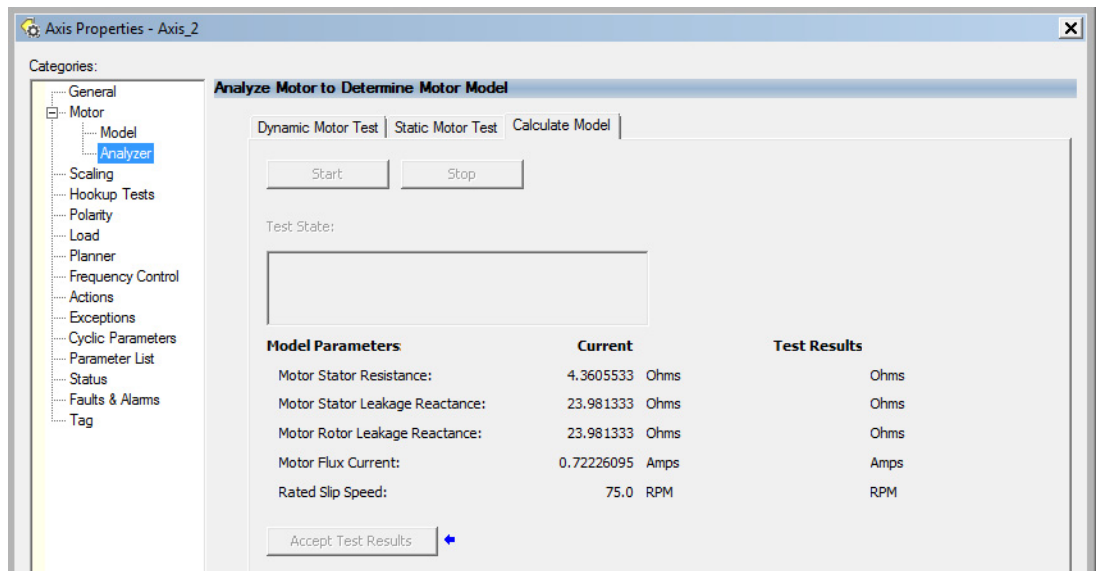 Axis Properties - Axis_2
Categories:
General
Motor
Model
Analyzer
Scaling
Hookup Tests
Polarity
Load
Planner
Frequency Control
Actions
Exceptions
Cyclic Parameters
Parameter List
Status
Faults & Alarms
Tag
Analyze Motor to Determine Motor Model
Dynamic Motor Test Static Motor Test Calculate Model
Start Stop
Test State:
Model Parameters: Current Test Results
Motor Stator Resistance: 4.3605533 Ohms Ohms
Motor Stator Leakage Reactance: 23.981333 Ohms Ohms
Motor Rotor Leakage Reactance: 23.981333 Ohms Ohms
Motor Flux Current: 0.72226095 Amps Amps
Rated Slip Speed: 75.0 RPM RPM
Accept Test Results